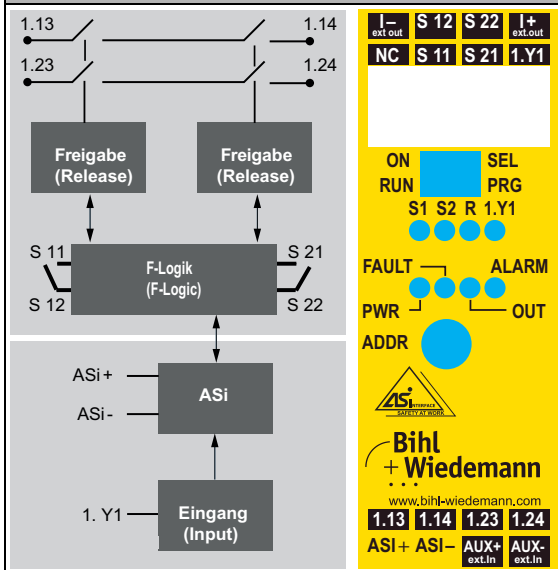 1.13
1.14
1.23
1.24
Freigabe
(Release)
Freigabe
(Release)
S 11
S 12
F-Logik
(F-Logic)
S 21
S 22
ASi+
ASi-
ASi
1. Y1
Eingang
(Input)
I– S 12 S 22 I+
ext out ext.out
NC S 11 S 21 1.Y1
ON SEL
RUN PRG
S1 S2 R 1.Y1
FAULT ALARM
PWR OUT
ADDR
ASi INTERFACE
SAFETY AT WORK
Bihl
+ Wiedemann
www.bihl-wiedemann.com
1.13 1.14 1.23 1.24
ASI+ ASI– AUX+ AUX-
ext.In ext.In